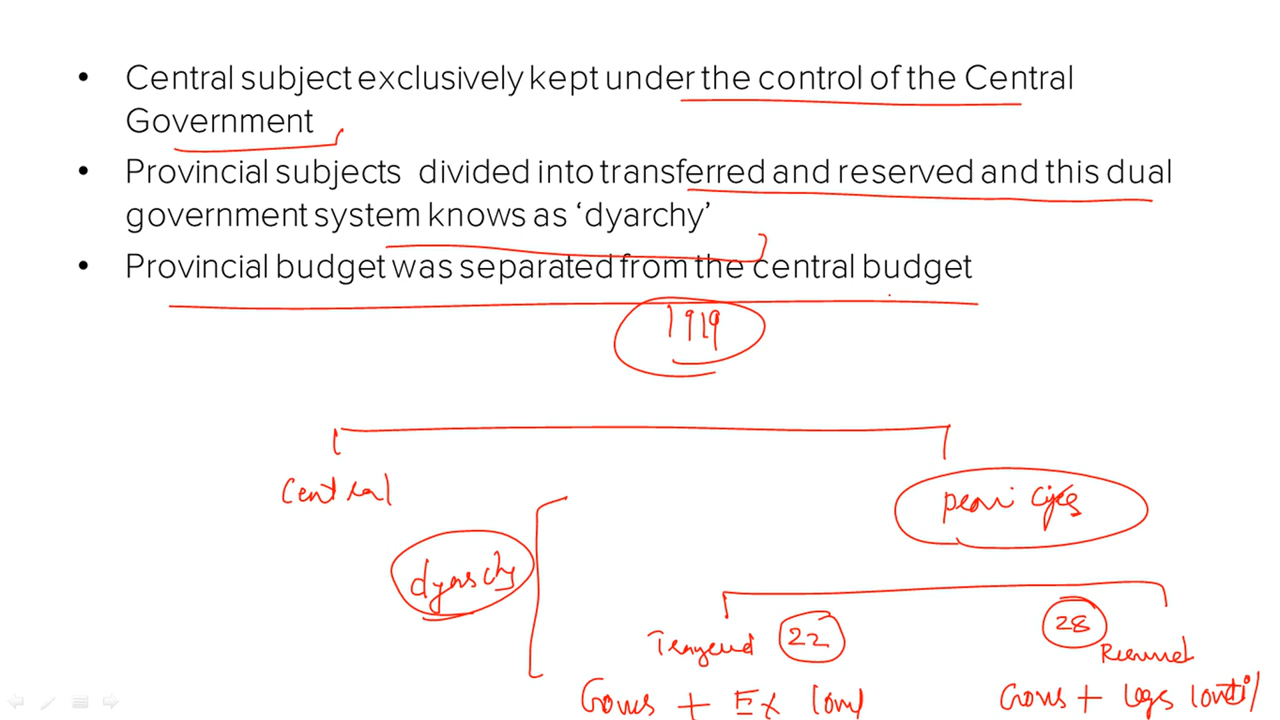 • Central subject exclusively kept under the control of the Central
Government
• Provincial subjects divided into transferred and reserved and this dual
government system knows as ‘dyarchy’
• Provincial budget was separated from the central budget
1919
Central
dyarchy
22
28
+ Ex
+